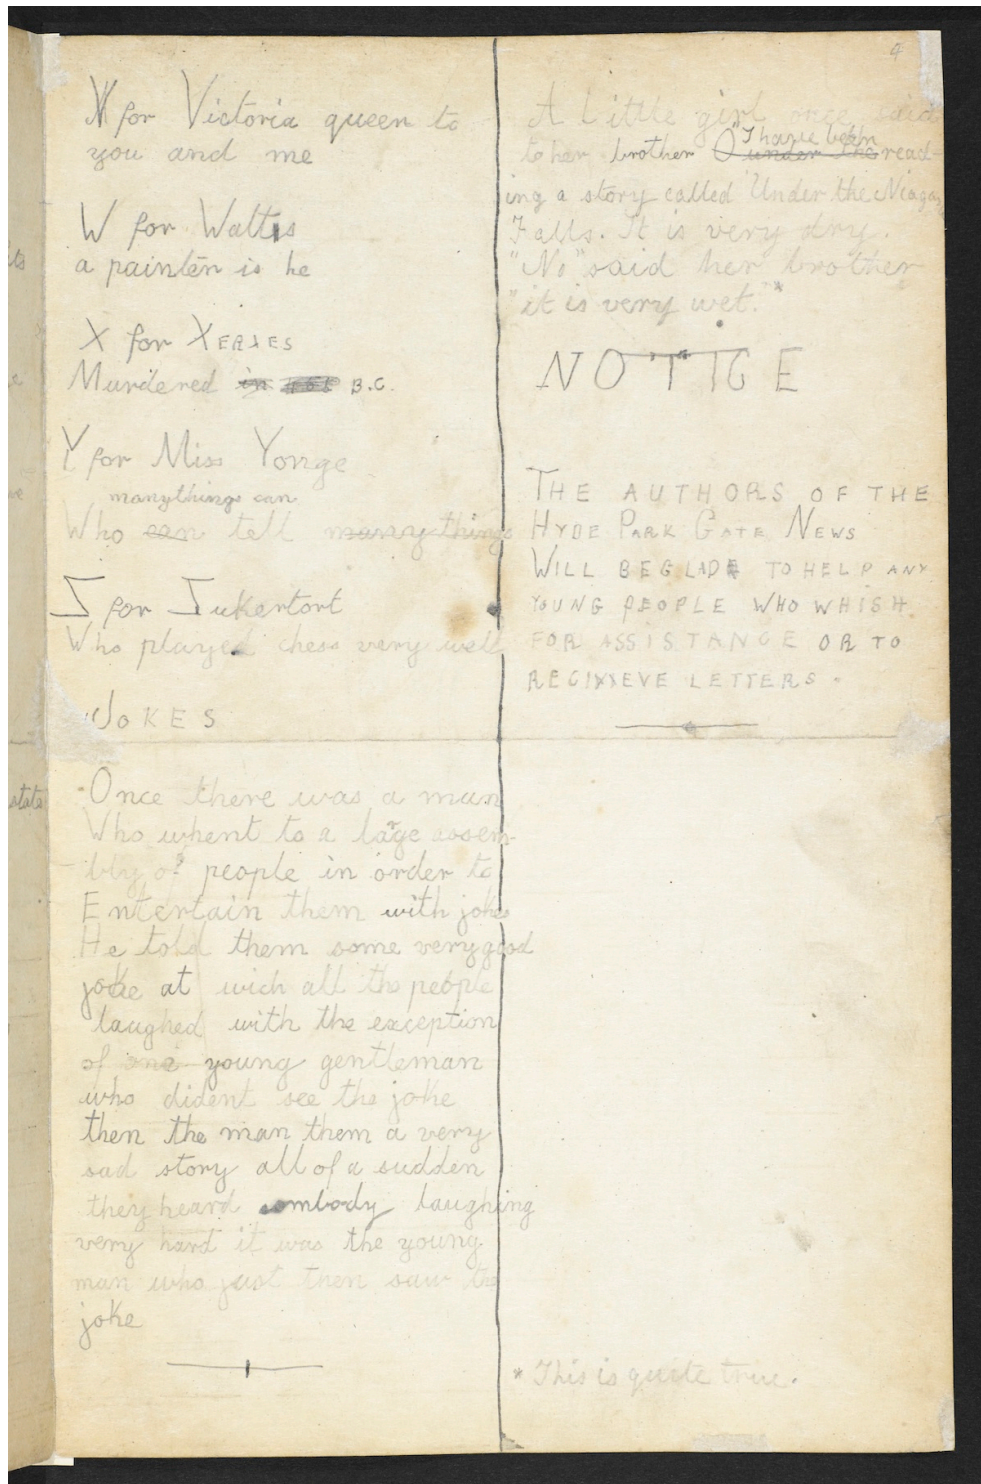 4
V for Victoria queen to
you and me
W for Watts
a painter is he
X for XERXES
Murdered in B.C.
Y for Miss Yonge
manythings can
Who can tell many things
Z for Zukertort
Who played chess very well
JOKES
Once there was a man
Who whent to a large assem-
bly of people in order to
Entertain them with jokes
He told them some very good
joke at wich all the people
laughed with the exception
of one young gentleman
who dident see the joke
then the man them a very
sad story all of a sudden
they heard sombody laughing
very hard it was the young
man who just then saw the
joke
A little girl once said
I have been
to her brother O" under the read-
ing a story called "Under the Niagara
Falls. It is very dry.
"No" said her brother
"it is very wet."*
NOTICE
THE AUTHORS OF THE
HYDE PARK GATE NEWS
WILL BE GLAD TO HELP ANY
YOUNG PEOPLE WHO WHISH
FOR ASSISTANCE OR TO
RECIEVE LETTERS.
* This is quite true.